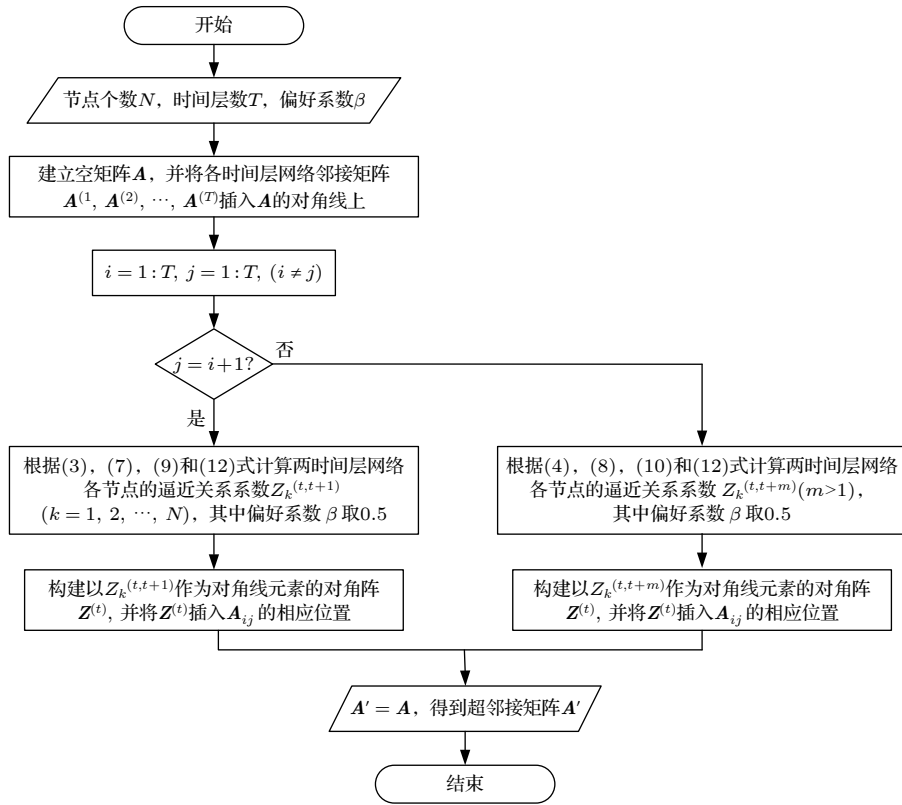 开始
节点个数N，时间层数T，偏好系数β
建立空矩阵A，并将各时间层网络邻接矩阵
A⁽¹, A⁽²⁾, ⋯, A⁽ᵀ⁾插入A的对角线上
i = 1 : T, j = 1 : T, (i ≠ j)
j = i+1?
否
是
根据(3)，(7)，(9)和(12)式计算两时间层网络
各节点的逼近关系系数Z_k^(t,t+1)
(k = 1, 2, ⋯, N)，其中偏好系数 β 取0.5
根据(4)，(8)，(10)和(12)式计算两时间层网络
各节点的逼近关系系数 Z_k^(t,t+m)(m>1)，
其中偏好系数 β 取0.5
构建以Z_k^(t,t+1)作为对角线元素的对角阵
Z^(t), 并将Z^(t)插入A_ij 的相应位置
构建以Z_k^(t,t+m)作为对角线元素的对角阵
Z^(t), 并将Z^(t)插入A_ij 的相应位置
A′ = A，得到超邻接矩阵A′
结束